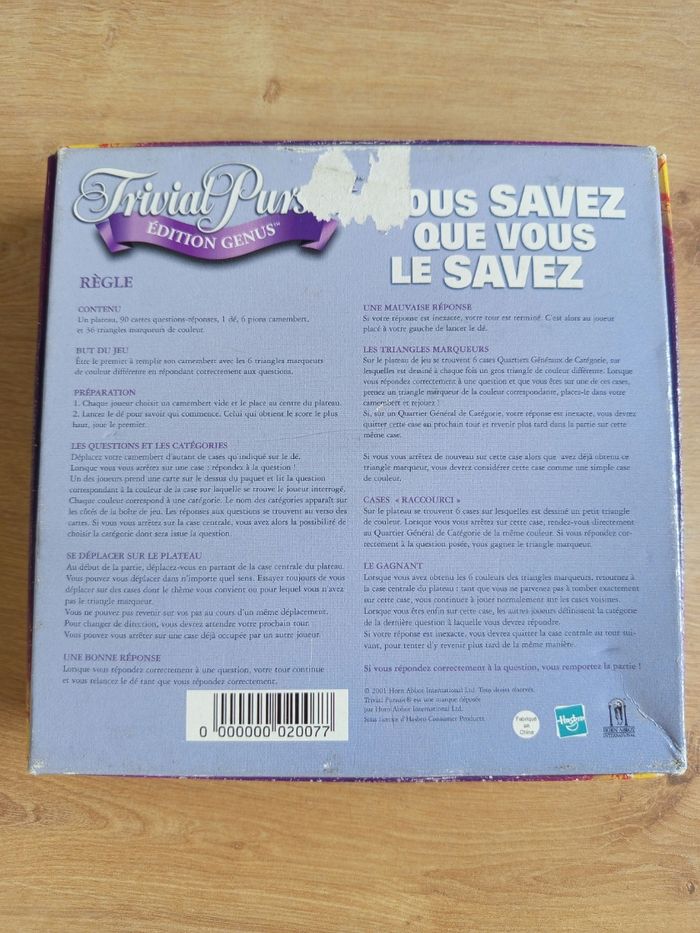 Trivial Purs
ÉDITION GENUS™
OUS SAVEZ
QUE VOUS
LE SAVEZ
RÈGLE
CONTENU
Un plateau, 90 cartes questions-réponses, 1 dé, 6 pions camembert,
et 36 triangles marqueurs de couleur.
BUT DU JEU
Être le premier à remplir son camembert avec les 6 triangles marqueurs
de couleur différente en répondant correctement aux questions.
PRÉPARATION
1. Chaque joueur choisit un camembert vide et le place au centre du plateau.
2. Lancez le dé pour savoir qui commence. Celui qui obtient le score le plus
haut, joue le premier.
LES QUESTIONS ET LES CATÉGORIES
Déplacez votre camembert d'autant de cases qu'indiqué sur le dé.
Lorsque vous vous arrêtez sur une case : répondez à la question !
Un des joueurs prend une carte sur le dessus du paquet et lit la question
correspondant à la couleur de la case sur laquelle se trouve le joueur interrogé.
Chaque couleur correspond à une catégorie. Le nom des catégories apparaît sur
les côtés de la boîte de jeu. Les réponses aux questions se trouvent au verso des
cartes. Si vous vous arrêtez sur la case centrale, vous avez alors la possibilité de
choisir la catégorie dont sera issue la question.
SE DÉPLACER SUR LE PLATEAU
Au début de la partie, déplacez-vous en partant de la case centrale du plateau.
Vous pouvez vous déplacer dans n'importe quel sens. Essayez toujours de vous
déplacer sur des cases dont le thème vous convient ou pour lequel vous n'avez
pas le triangle marqueur.
Vous ne pouvez pas revenir sur vos pas au cours d'un même déplacement.
Pour changer de direction, vous devrez attendre votre prochain tour.
Vous pouvez vous arrêter sur une case déjà occupée par un autre joueur.
UNE BONNE RÉPONSE
Lorsque vous répondez correctement à une question, votre tour continue
et vous relancez le dé tant que vous répondez correctement.
0 000000 020077
UNE MAUVAISE RÉPONSE
Si votre réponse est inexacte, votre tour est terminé. C'est alors au joueur
placé à votre gauche de lancer le dé.
LES TRIANGLES MARQUEURS
Sur le plateau de jeu se trouvent 6 cases Quartiers Généraux de Catégorie, sur
lesquelles est dessiné à chaque fois un gros triangle de couleur différente. Lorsque
vous répondez correctement à une question et que vous êtes sur une de ces cases,
prenez un triangle marqueur de la couleur correspondante, placez-le dans votre
camembert et rejouez !
Si, sur un Quartier Général de Catégorie, votre réponse est inexacte, vous devrez
quitter cette case au prochain tour et revenir plus tard dans la partie sur cette
même case.
Si vous vous arrêtez de nouveau sur cette case alors que avez déjà obtenu ce
triangle marqueur, vous devrez considérer cette case comme une simple case
de couleur.
CASES « RACCOURCI »
Sur le plateau se trouvent 6 cases sur lesquelles est dessiné un petit triangle
de couleur. Lorsque vous vous arrêtez sur cette case, rendez-vous directement
au Quartier Général de Catégorie de la même couleur. Si vous répondez cor-
rectement à la question posée, vous gagnez le triangle marqueur.
LE GAGNANT
Lorsque vous avez obtenu les 6 couleurs des triangles marqueurs, retournez à
la case centrale du plateau : tant que vous ne parvenez pas à tomber exactement
sur cette case, vous continuez à jouer normalement sur les cases voisines.
Lorsque vous êtes enfin sur cette case, les autres joueurs définissent la catégorie
de la dernière question à laquelle vous devrez répondre.
Si votre réponse est inexacte, vous devrez quitter la case centrale au tour sui-
vant, pour tenter d'y revenir plus tard de la même manière.
Si vous répondez correctement à la question, vous remportez la partie !
© 2001 Horn Abbot International Ltd. Tous droits réservés.
Trivial Pursuit® est une marque déposée
par Horn Abbot International Ltd.
Sous licence d'Hasbro Consumer Products.
Fabriqué
en
Chine
Hasbro
HORN ABBOT
INTERNATIONAL